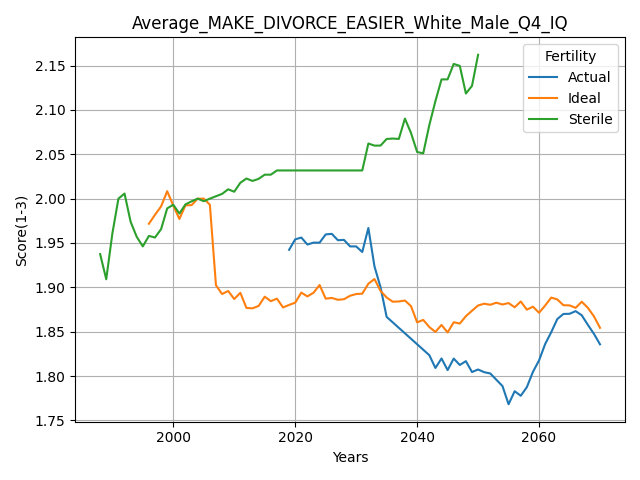 Average_MAKE_DIVORCE_EASIER_White_Male_Q4_IQ
Score(1-3)
2.15
2.10
2.05
2.00
1.95
1.90
1.85
1.80
1.75
Fertility
Actual
Ideal
Sterile
2000 2020 2040 2060
Years